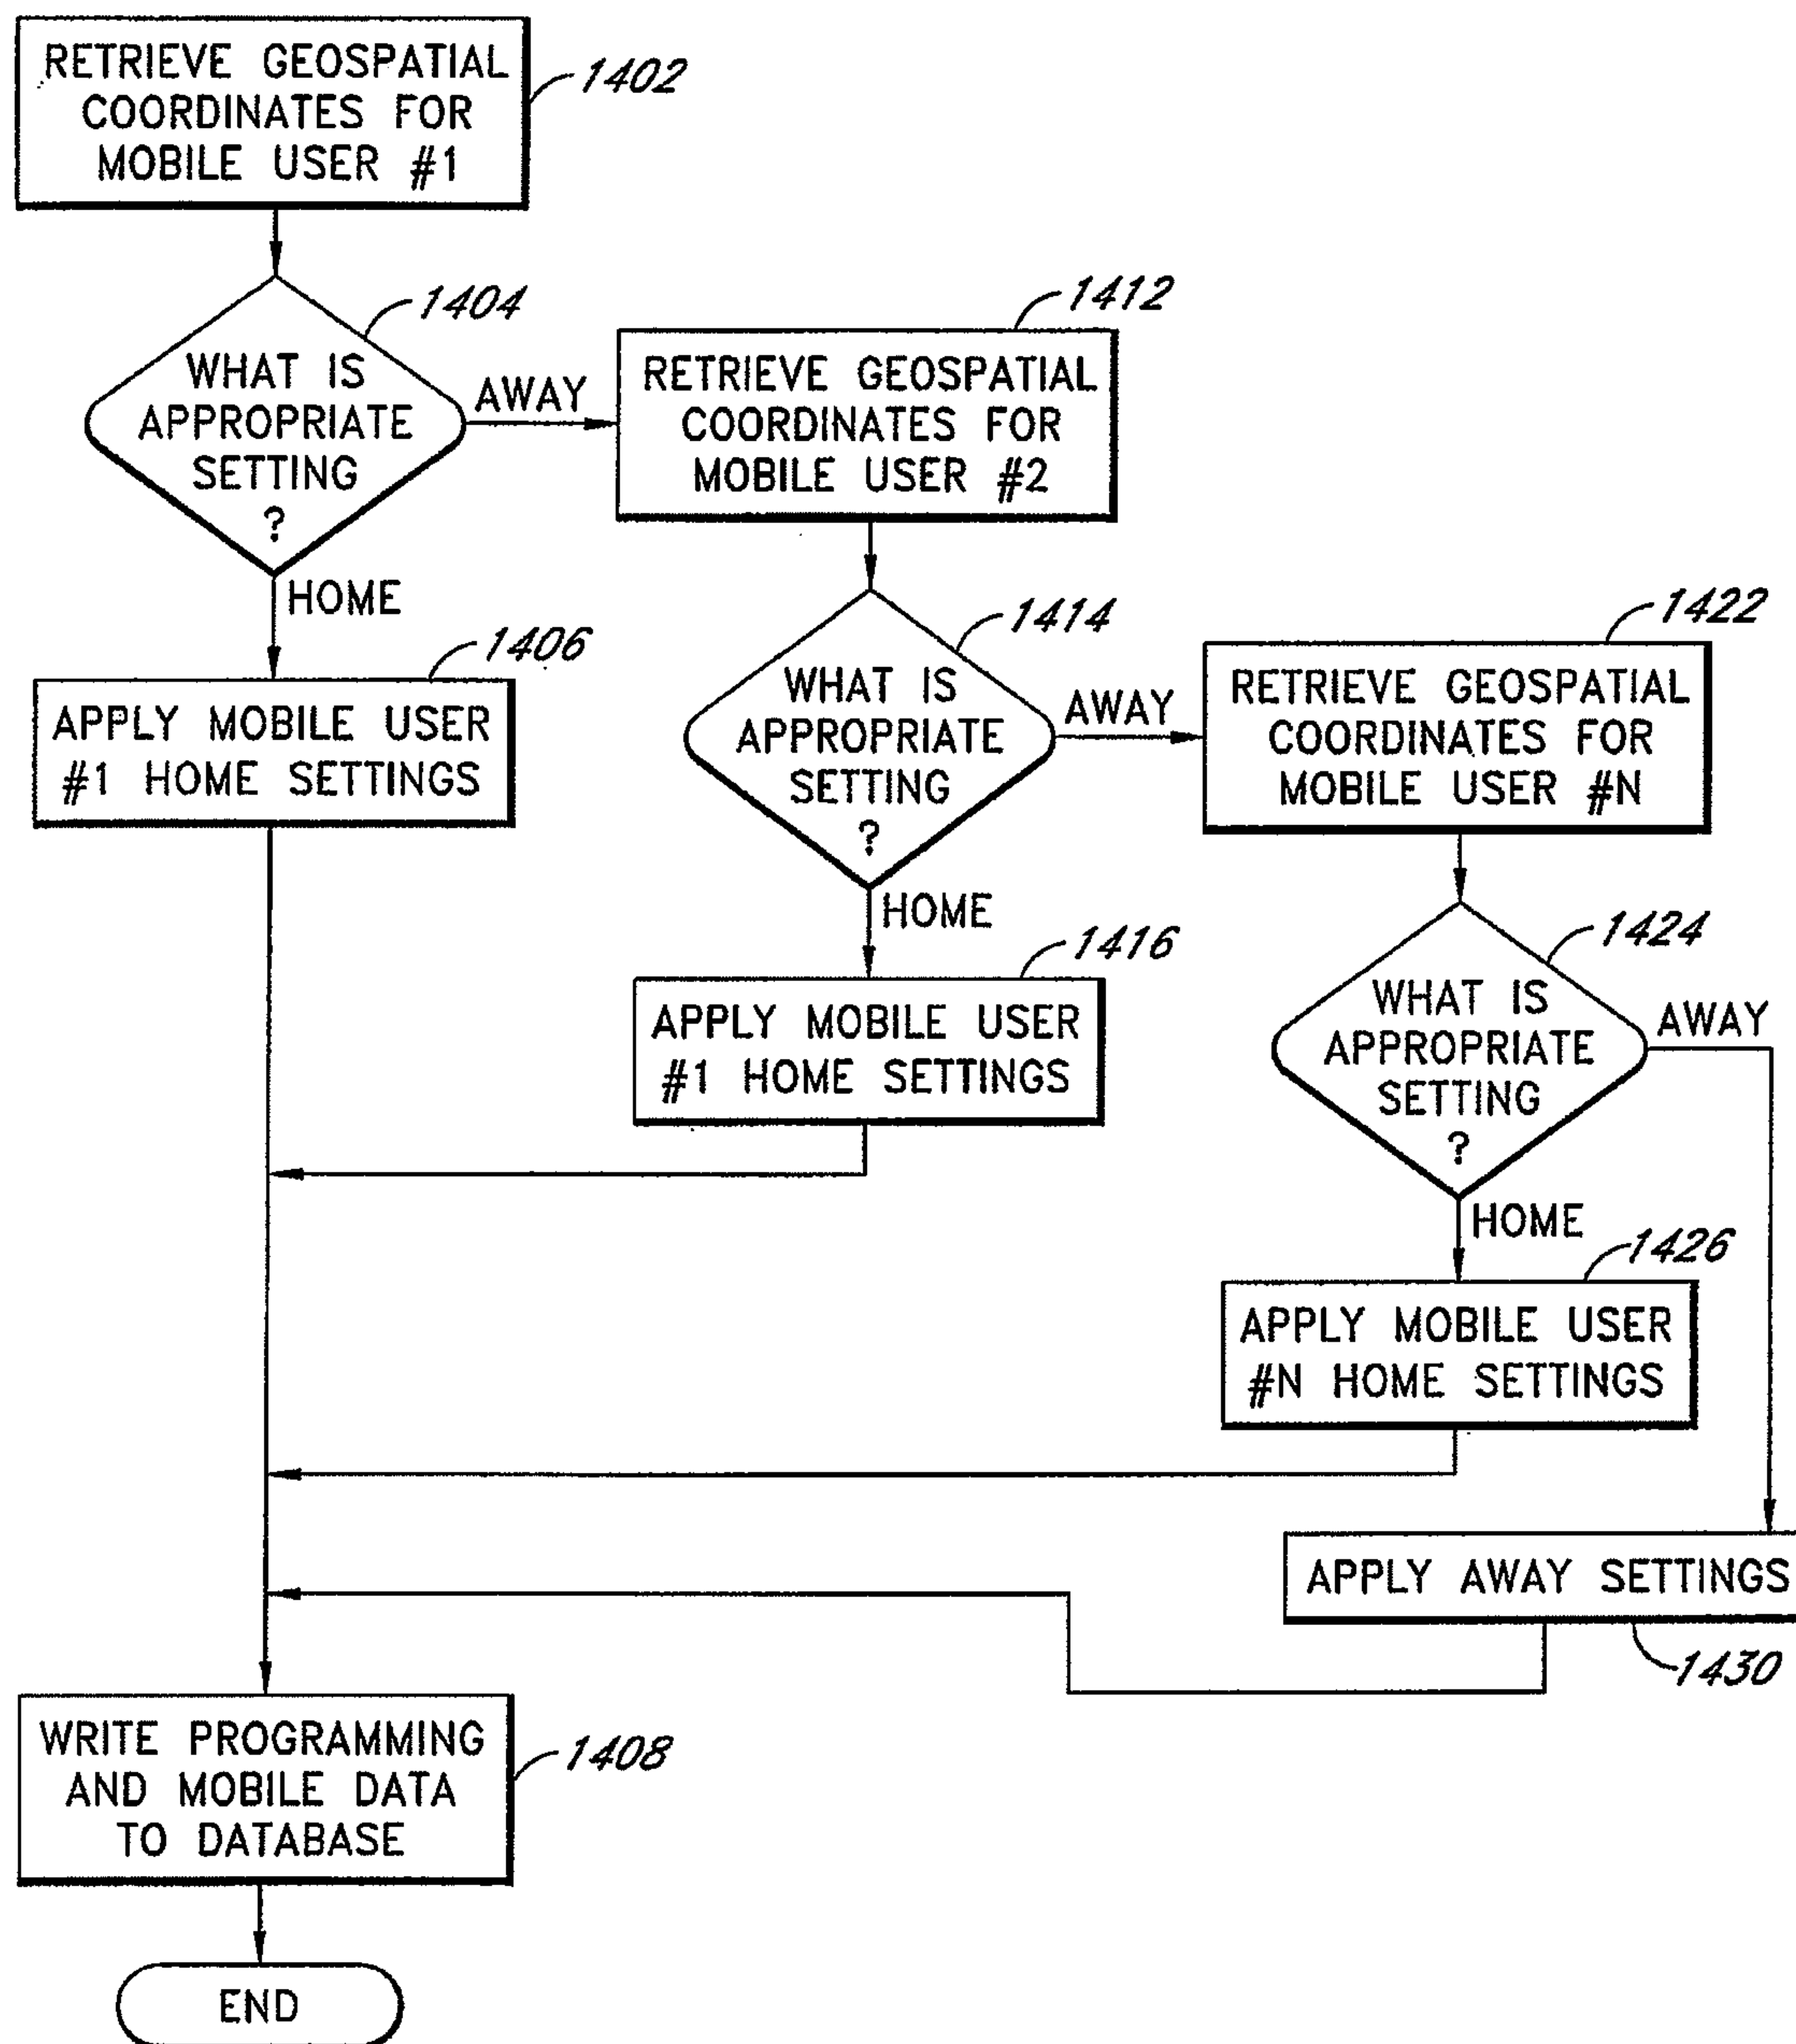 RETRIEVE GEOSPATIAL
COORDINATES FOR
MOBILE USER #1
1402
WHAT IS
APPROPRIATE
SETTING
?
1404
AWAY
HOME
RETRIEVE GEOSPATIAL
COORDINATES FOR
MOBILE USER #2
1412
APPLY MOBILE USER
#1 HOME SETTINGS
1406
WHAT IS
APPROPRIATE
SETTING
?
1414
AWAY
HOME
RETRIEVE GEOSPATIAL
COORDINATES FOR
MOBILE USER #N
1422
APPLY MOBILE USER
#1 HOME SETTINGS
1416
WHAT IS
APPROPRIATE
SETTING
?
1424
AWAY
HOME
APPLY MOBILE USER
#N HOME SETTINGS
1426
APPLY AWAY SETTINGS
1430
WRITE PROGRAMMING
AND MOBILE DATA
TO DATABASE
1408
END